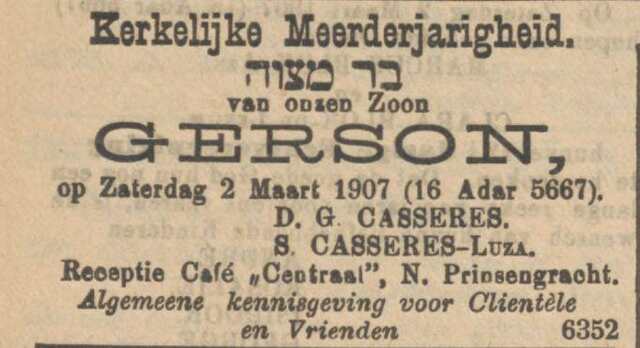 Kerkelijke Meerderjarigheid.
בר מצוה
van onzen Zoon
GERSON,
op Zaterdag 2 Maart 1907 (16 Adar 5667).
D. G. CASSERES.
S. CASSERES-LUZA.
Receptie Café „Centraal”, N. Prinsengracht.
Algemeene kennisgeving voor Clientèle
en Vrienden 6352